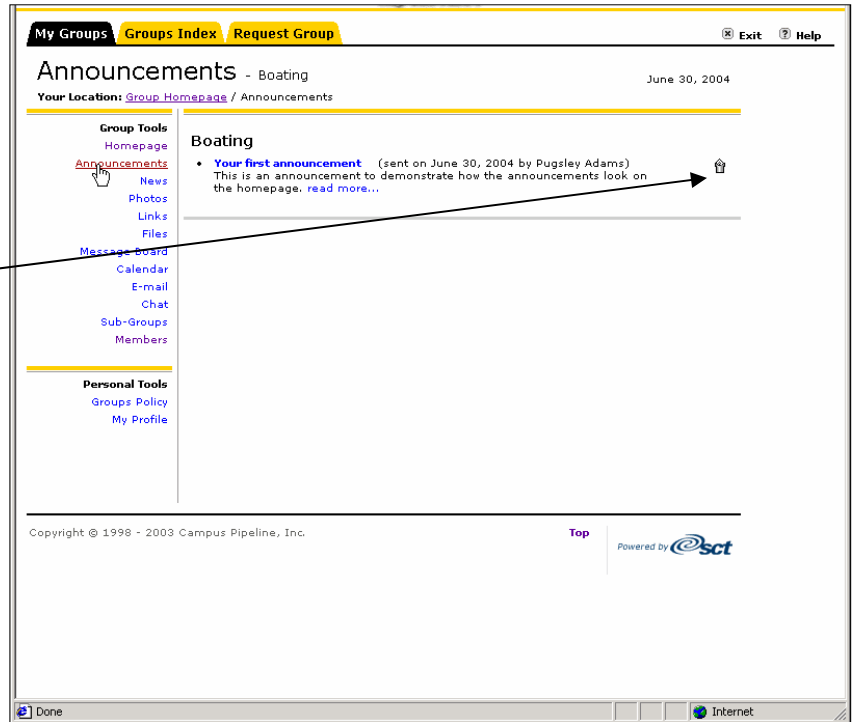 My Groups Groups Index Request Group Exit ? Help
Announcements - Boating June 30, 2004
Your Location: Group Homepage / Announcements
Group Tools
Homepage
Announcements
News
Photos
Links
Files
Message Board
Calendar
E-mail
Chat
Sub-Groups
Members
Personal Tools
Groups Policy
My Profile
Boating
• Your first announcement (sent on June 30, 2004 by Pugsley Adams)
This is an announcement to demonstrate how the announcements look on
the homepage. read more...
Copyright © 1998 - 2003 Campus Pipeline, Inc. Top
Powered by sct
Done Internet